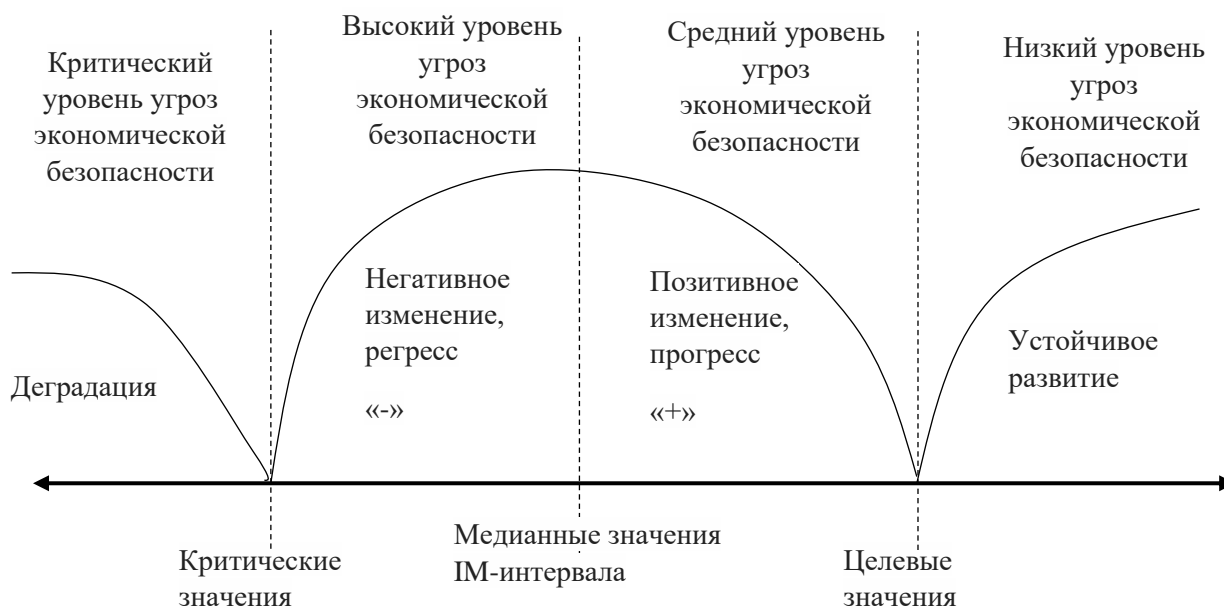 Критический
уровень угроз
экономической
безопасности
Высокий уровень
угроз
экономической
безопасности
Средний уровень
угроз
экономической
безопасности
Низкий уровень
угроз
экономической
безопасности
Деградация
Негативное
изменение,
регресс
«-»
Позитивное
изменение,
прогресс
«+»
Устойчивое
развитие
Критические
значения
Медианные значения
IM-интервала
Целевые
значения